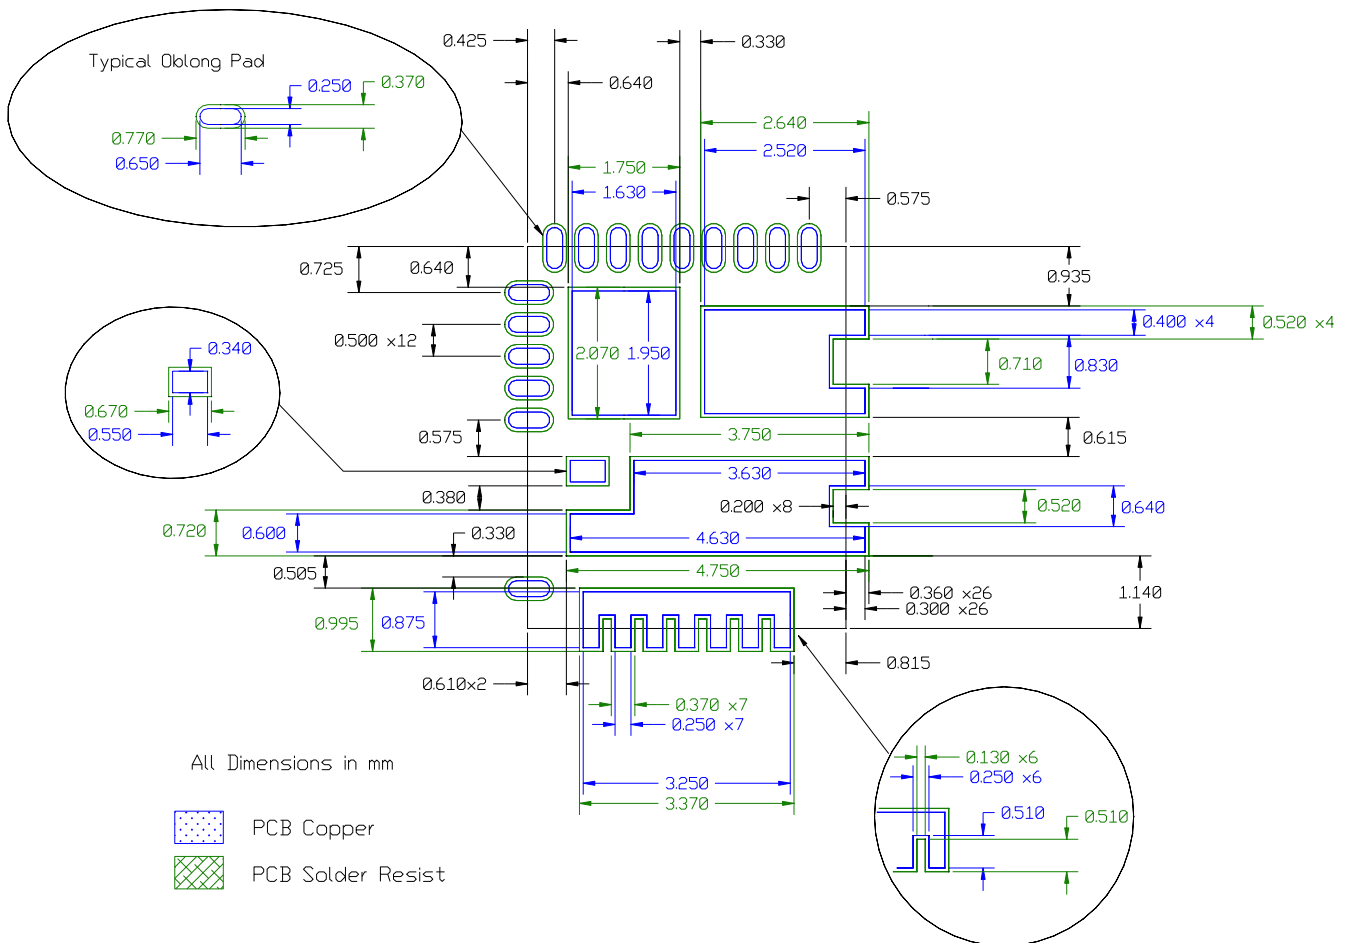 0.425
0.330
Typical Oblong Pad
0.640
0.250
0.370
2.640
0.770
2.520
0.650
1.750
1.630
0.575
0.725
0.640
0.935
0.400 x4
0.520 x4
0.500 x12
0.340
2.070
1.950
0.710
0.830
0.670
0.550
0.575
3.750
0.615
3.630
0.380
0.200 x8
0.520
0.640
0.720
0.600
0.330
4.630
0.505
4.750
0.360 x26
1.140
0.300 x26
0.995
0.875
0.815
0.610x2
0.370 x7
0.250 x7
All Dimensions in mm
0.130 x6
0.250 x6
3.250
3.370
0.510
0.510
PCB Copper
PCB Solder Resist